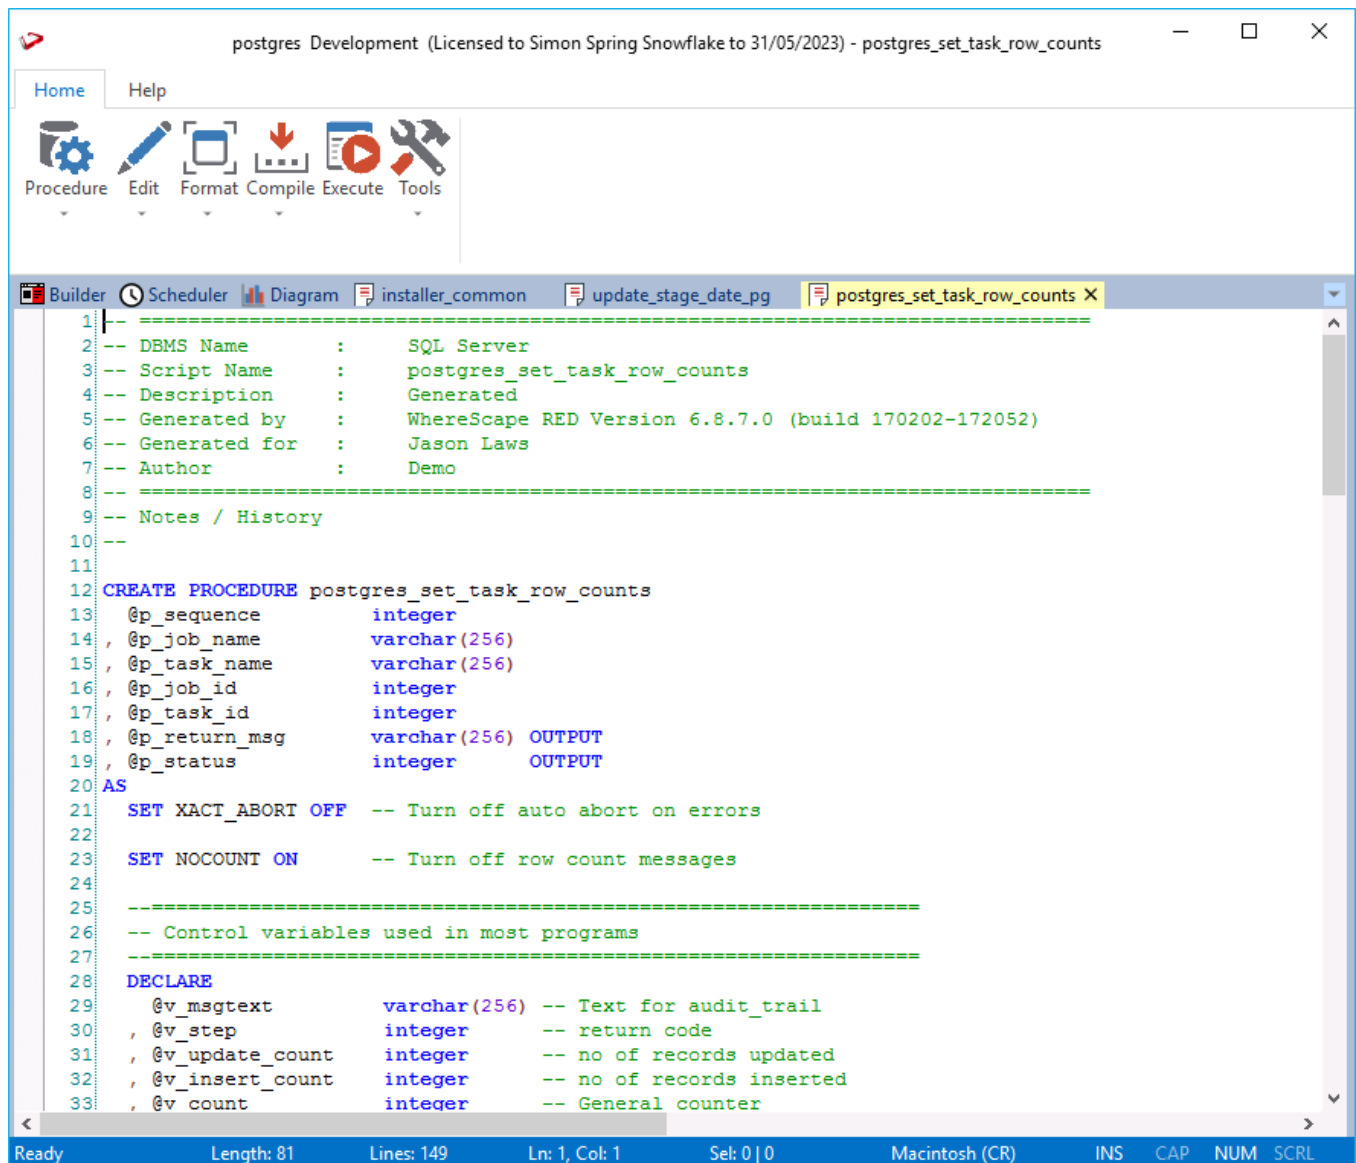 postgres Development (Licensed to Simon Spring Snowflake to 31/05/2023) - postgres_set_task_row_counts
Home Help
Procedure Edit Format Compile Execute Tools
Builder Scheduler Diagram installer_common update_stage_date_pg postgres_set_task_row_counts
1 -- ==============================================================================
2 -- DBMS Name : SQL Server
3 -- Script Name : postgres_set_task_row_counts
4 -- Description : Generated
5 -- Generated by : WhereScape RED Version 6.8.7.0 (build 170202-172052)
6 -- Generated for : Jason Laws
7 -- Author : Demo
8 -- ==============================================================================
9 -- Notes / History
10 --
11
12 CREATE PROCEDURE postgres_set_task_row_counts
13 @p_sequence integer
14 , @p_job_name varchar(256)
15 , @p_task_name varchar(256)
16 , @p_job_id integer
17 , @p_task_id integer
18 , @p_return_msg varchar(256) OUTPUT
19 , @p_status integer OUTPUT
20 AS
21 SET XACT_ABORT OFF -- Turn off auto abort on errors
22
23 SET NOCOUNT ON -- Turn off row count messages
24
25 --===============================================================
26 -- Control variables used in most programs
27 --===============================================================
28 DECLARE
29 @v_msgtext varchar(256) -- Text for audit_trail
30 , @v_step integer -- return code
31 , @v_update_count integer -- no of records updated
32 , @v_insert_count integer -- no of records inserted
33 , @v_count integer -- General counter
Ready Length: 81 Lines: 149 Ln: 1, Col: 1 Sel: 0 | 0 Macintosh (CR) INS CAP NUM SCRL